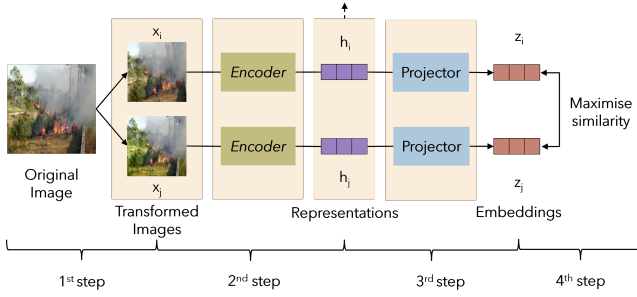 x_i
h_i
z_i
Encoder
Projector
Maximise
similarity
Encoder
Projector
Original
Image
x_j
h_j
z_j
Transformed
Images
Representations
Embeddings
1st step
2nd step
3rd step
4th step